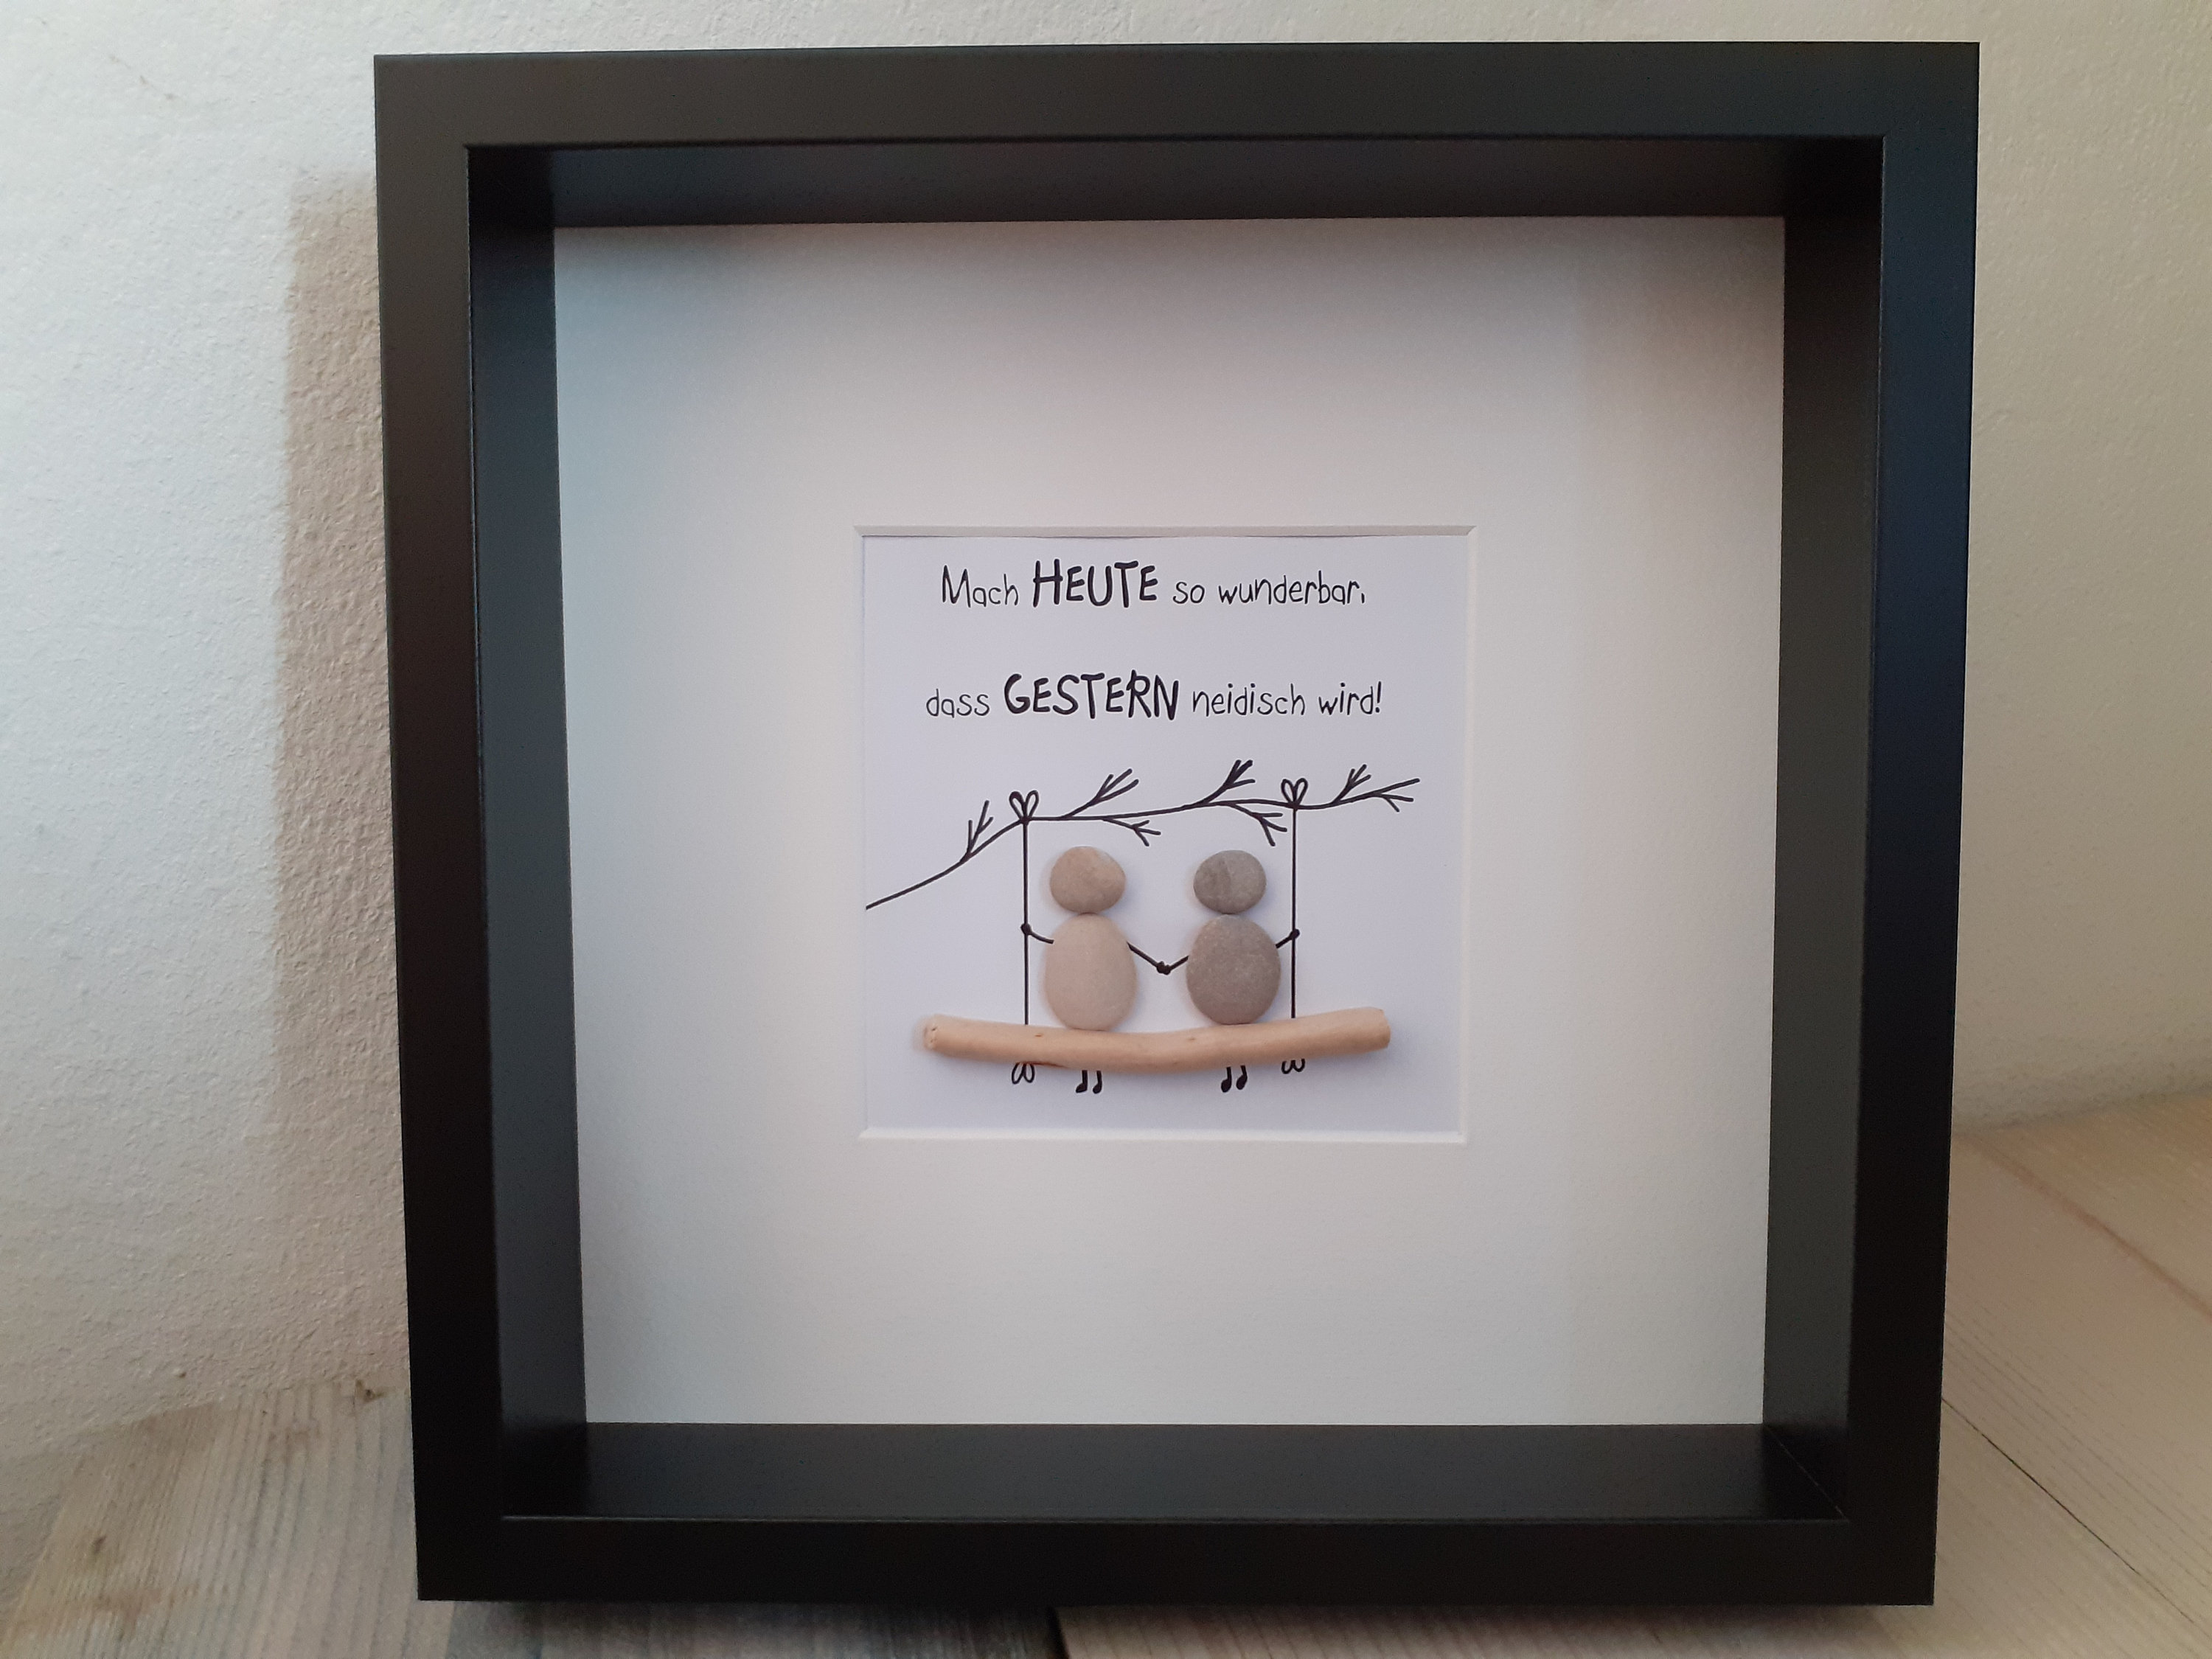 Mach HEUTE so wunderbar,
dass GESTERN neidisch wird!